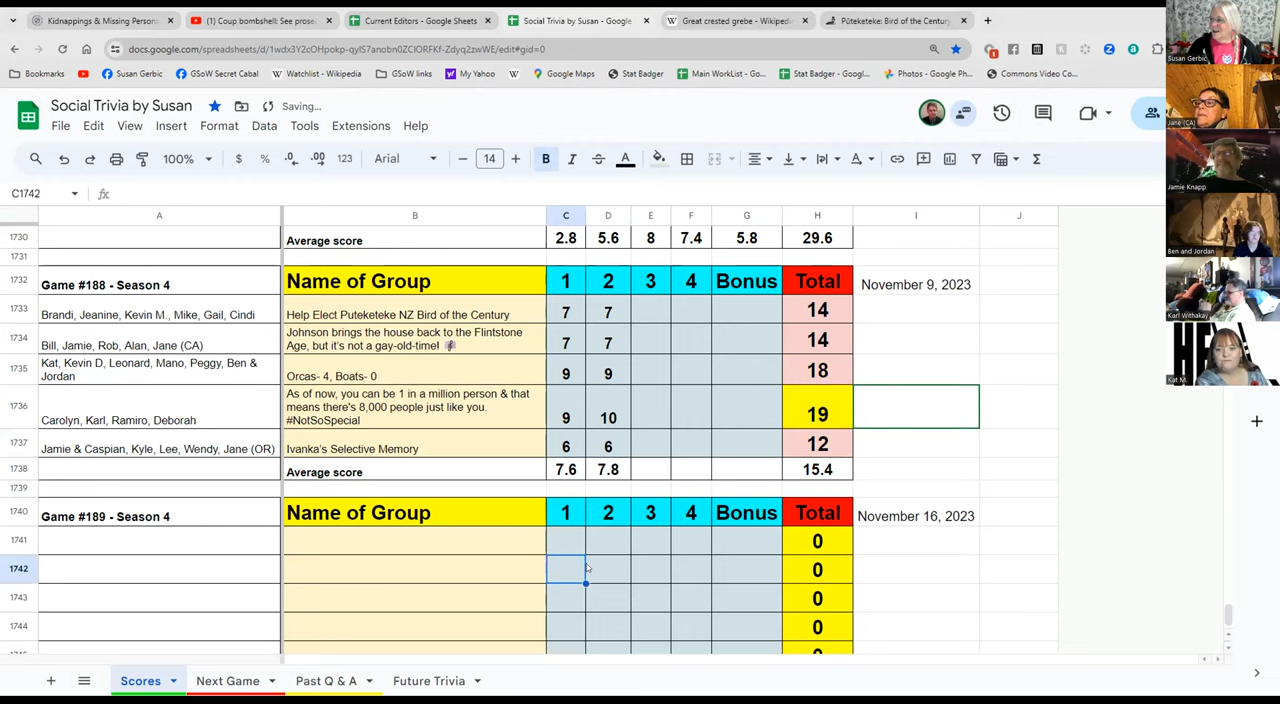 Kidnappings & Missing Person
(1) Coup bombshell: See prosec
Current Editors - Google Sheets
Social Trivia by Susan - Google
Great crested grebe - Wikipedi
Pūteketeke: Bird of the Century
docs.google.com/spreadsheets/d/
Bookmarks
Susan Gerbic
GSoW Secret Cabal
Watchlist - Wikipedia
GSoW links
My Yahoo
Google Maps
Stat Badger
Main WorkList - Go...
Stat Badger - Googl...
Photos - Google Ph...
Commons Video Co...
Social Trivia by Susan
Saving...
File Edit View Insert Format Data Tools Extensions Help
100% $ % .0 .00 123 Arial 14 B I S A
C1742 fx
A B C D E F G H I J
1730 Average score 2.8 5.6 8 7.4 5.8 29.6
1731
1732 Game #188 - Season 4 Name of Group 1 2 3 4 Bonus Total November 9, 2023
1733 Brandi, Jeanine, Kevin M., Mike, Gail, Cindi Help Elect Puteketeke NZ Bird of the Century 7 7 14
1734 Bill, Jamie, Rob, Alan, Jane (CA) Johnson brings the house back to the Flintstone
Age, but it's not a gay-old-time! 7 7 14
1735 Kat, Kevin D, Leonard, Mano, Peggy, Ben &
Jordan Orcas- 4, Boats- 0 9 9 18
1736 As of now, you can be 1 in a million person & that
means there's 8,000 people just like you.
Carolyn, Karl, Ramiro, Deborah #NotSoSpecial 9 10 19
1737 Jamie & Caspian, Kyle, Lee, Wendy, Jane (OR) Ivanka's Selective Memory 6 6 12
1738 Average score 7.6 7.8 15.4
1739
1740 Game #189 - Season 4 Name of Group 1 2 3 4 Bonus Total November 16, 2023
1741 0
1742 0
1743 0
1744 0
Scores Next Game Past Q & A Future Trivia
Susan Gerbic
Jane (CA)
Jamie Knapp
Ben and Jordan
Karl Withakay
Kat M.